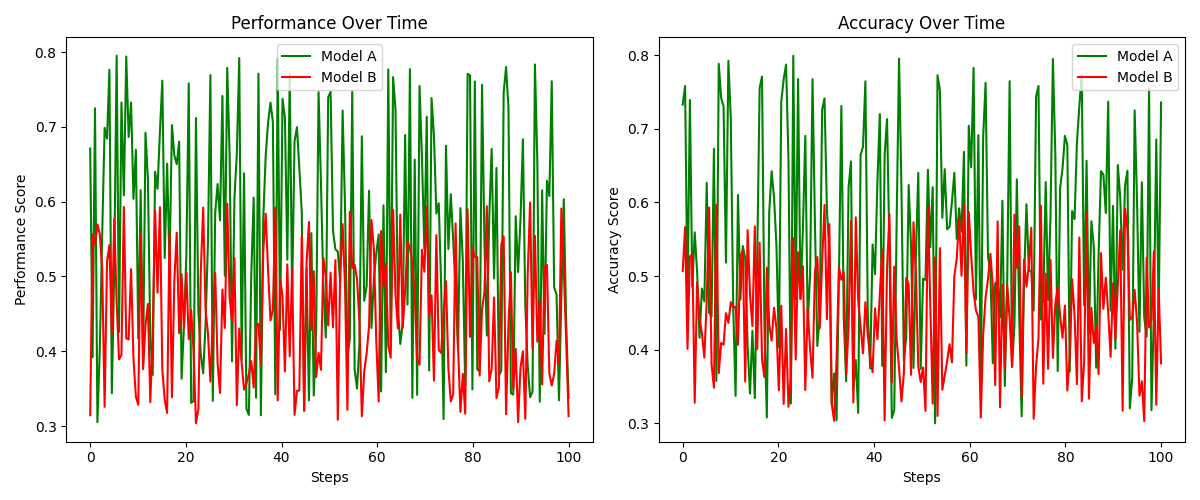 Performance Over Time
Performance Score
0.8
0.7
0.6
0.5
0.4
0.3
0 20 40 60 80 100
Steps
Model A
Model B
Accuracy Over Time
Accuracy Score
0.8
0.7
0.6
0.5
0.4
0.3
0 20 40 60 80 100
Steps
Model A
Model B